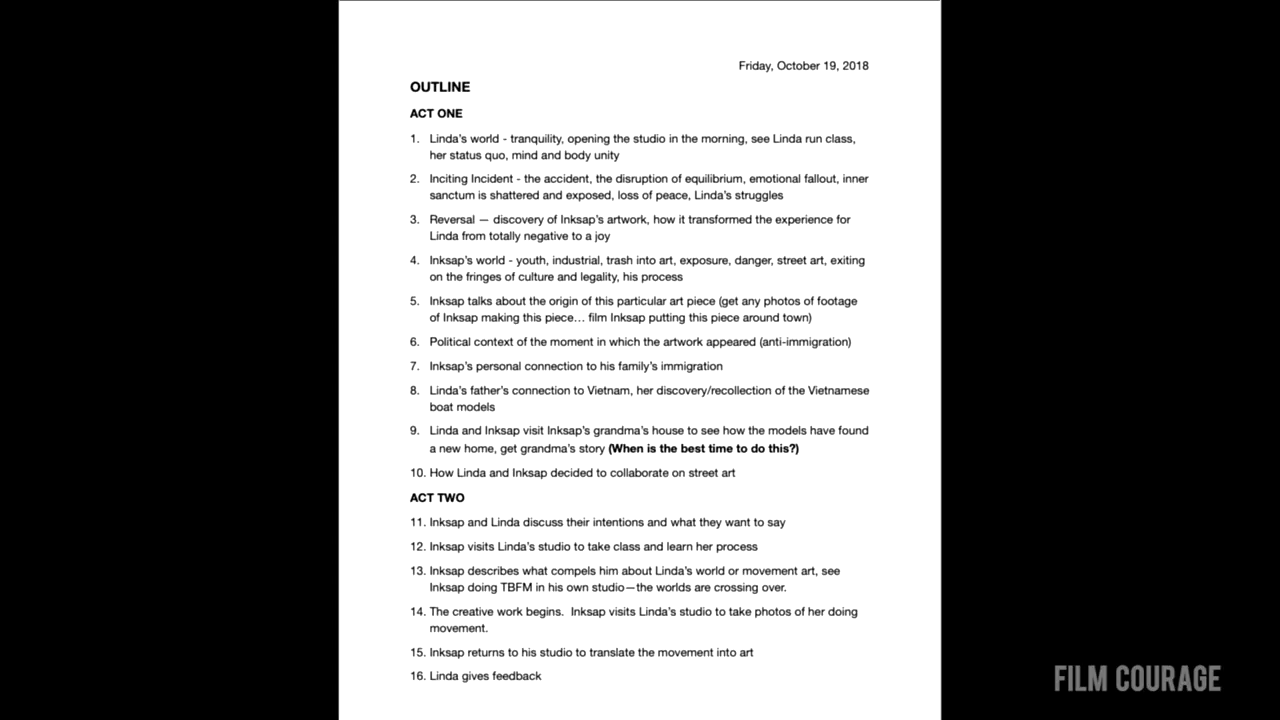 Friday, October 19, 2018
OUTLINE
ACT ONE
1. Linda's world - tranquility, opening the studio in the morning, see Linda run class,
her status quo, mind and body unity
2. Inciting Incident - the accident, the disruption of equilibrium, emotional fallout, inner
sanctum is shattered and exposed, loss of peace, Linda's struggles
3. Reversal — discovery of Inksap's artwork, how it transformed the experience for
Linda from totally negative to a joy
4. Inksap's world - youth, industrial, trash into art, exposure, danger, street art, exiting
on the fringes of culture and legality, his process
5. Inksap talks about the origin of this particular art piece (get any photos of footage
of Inksap making this piece… film Inksap putting this piece around town)
6. Political context of the moment in which the artwork appeared (anti-immigration)
7. Inksap's personal connection to his family's immigration
8. Linda's father's connection to Vietnam, her discovery/recollection of the Vietnamese
boat models
9. Linda and Inksap visit Inksap's grandma's house to see how the models have found
a new home, get grandma's story (When is the best time to do this?)
10. How Linda and Inksap decided to collaborate on street art
ACT TWO
11. Inksap and Linda discuss their intentions and what they want to say
12. Inksap visits Linda's studio to take class and learn her process
13. Inksap describes what compels him about Linda's world or movement art, see
Inksap doing TBFM in his own studio—the worlds are crossing over.
14. The creative work begins.  Inksap visits Linda's studio to take photos of her doing
movement.
15. Inksap returns to his studio to translate the movement into art
16. Linda gives feedback
FILM COURAGE